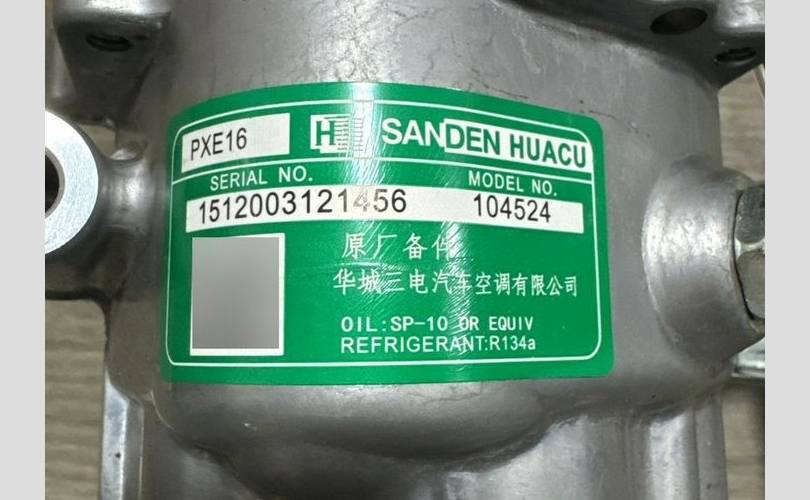 PXE16 SANDEN HUACU
SERIAL NO. MODEL NO.
1512003121456 104524
原厂备件
华城三电汽车空调有限公司
OIL:SP-10 OR EQUIV
REFRIGERANT:R134a